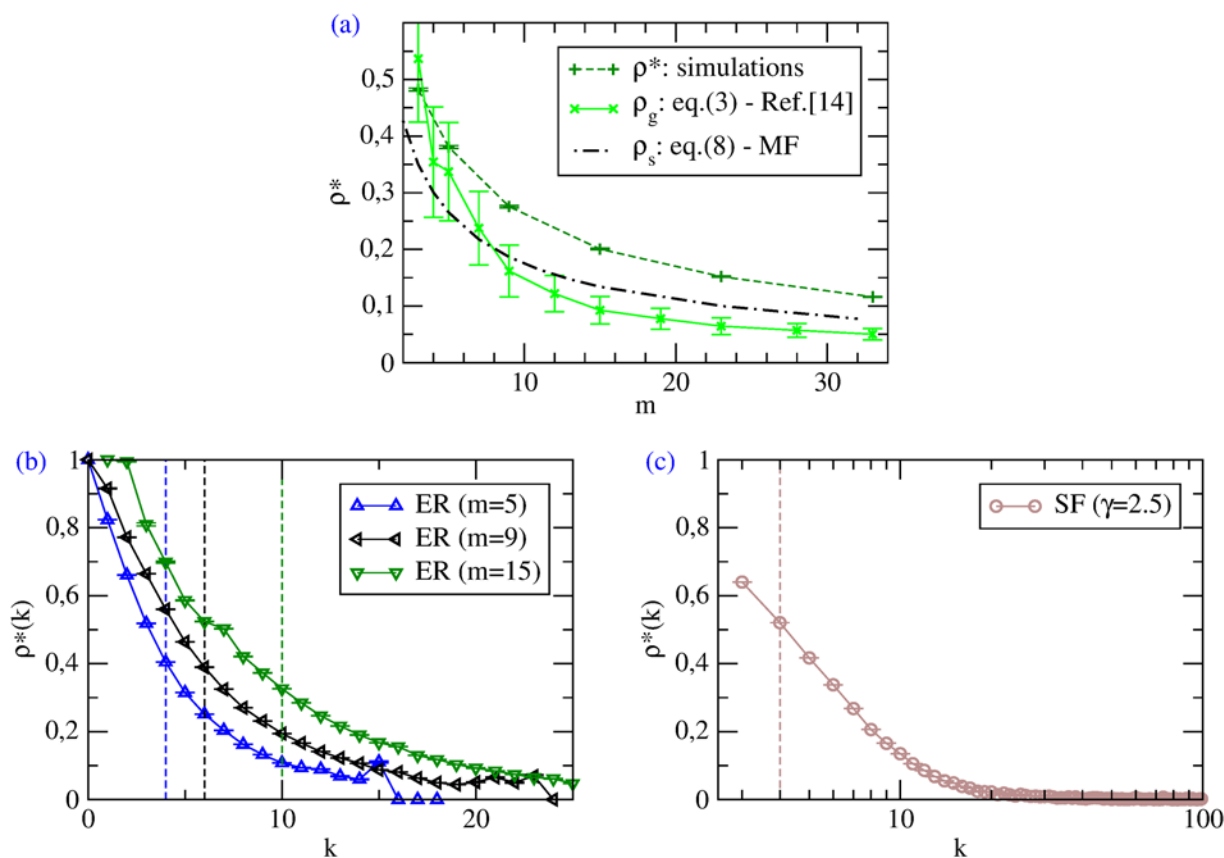 (a)
0,5
0,4
0,3
0,2
0,1
0
ρ*
10 20 30
m
ρ*: simulations
ρg: eq.(3) - Ref.[14]
ρs: eq.(8) - MF
(b)
1
0,8
0,6
0,4
0,2
0
ρ*(k)
0 10 20
k
ER (m=5)
ER (m=9)
ER (m=15)
(c)
1
0,8
0,6
0,4
0,2
0
ρ*(k)
10 100
k
SF (γ=2.5)